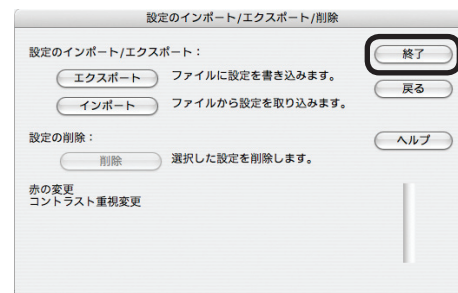 設定のインポート/エクスポート/削除
設定のインポート/エクスポート：
エクスポート ファイルに設定を書き込みます。
インポート ファイルから設定を取り込みます。
設定の削除：
削除 選択した設定を削除します。
赤の変更
コントラスト重視変更
終了
戻る
ヘルプ